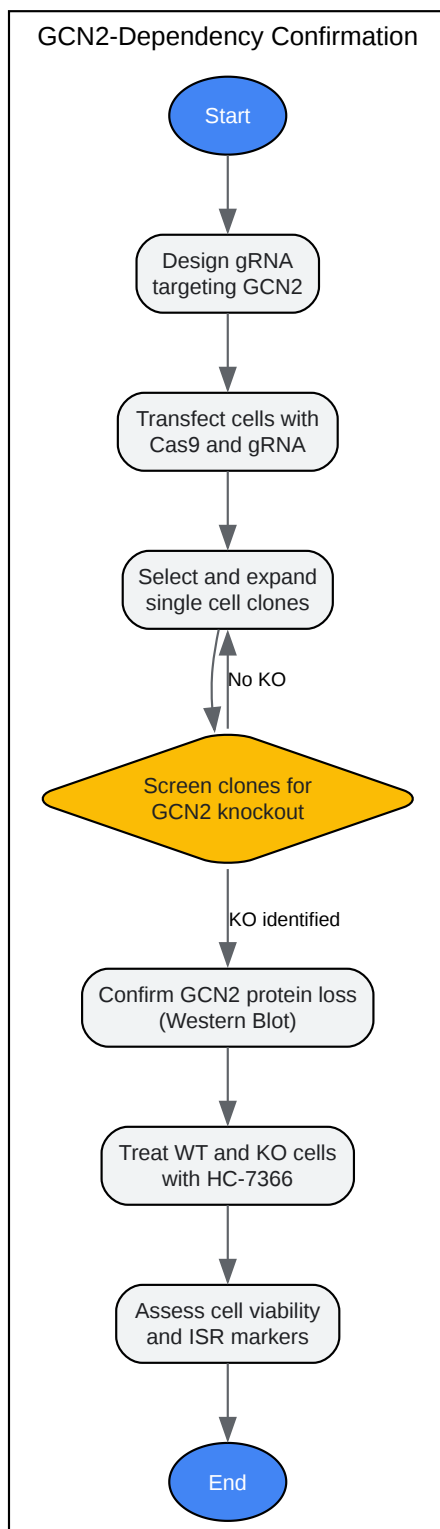 GCN2-Dependency Confirmation
Start
Design gRNA
targeting GCN2
Transfect cells with
Cas9 and gRNA
Select and expand
single cell clones
No KO
Screen clones for
GCN2 knockout
KO identified
Confirm GCN2 protein loss
(Western Blot)
Treat WT and KO cells
with HC-7366
Assess cell viability
and ISR markers
End